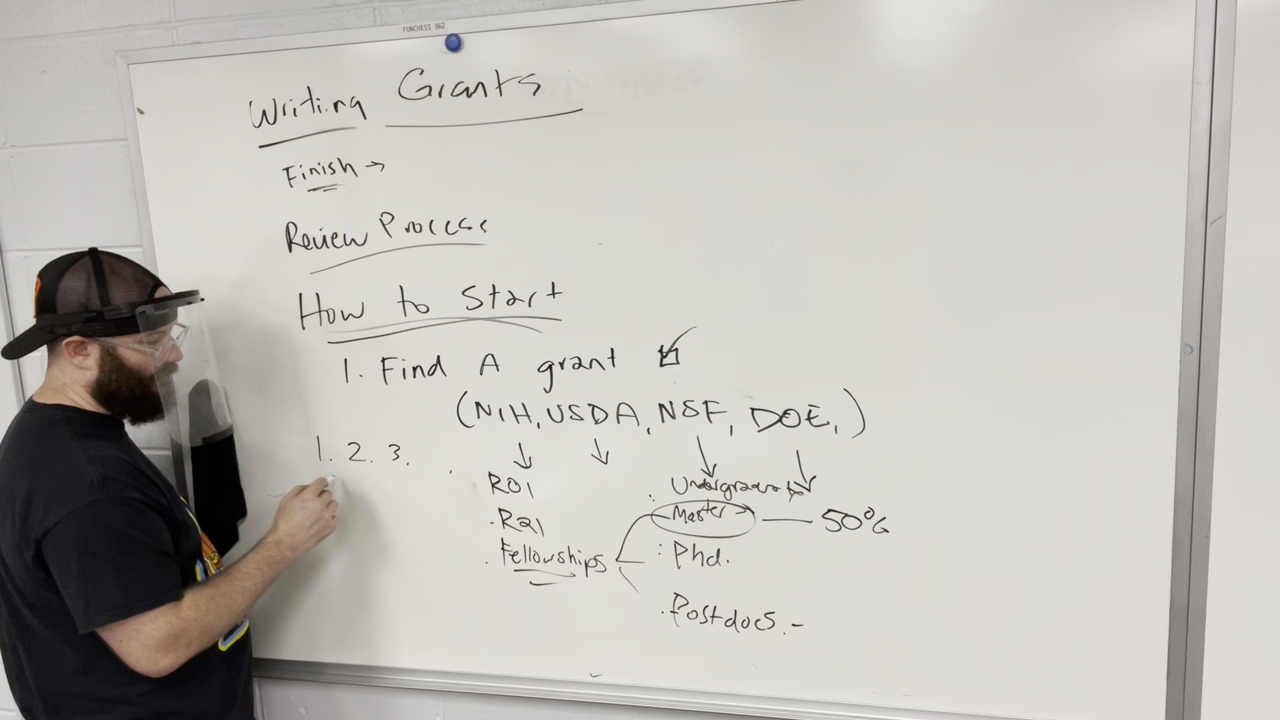 FUNCHESS 362
Writing Grants
Finish →
Review Process
How to Start
1. Find A grant
(NIH, USDA, NSF, DOE, )
1. 2. 3.
R01
. R21
. Fellowships
: Undergraduate
Master
: Phd.
. Postdocs. -